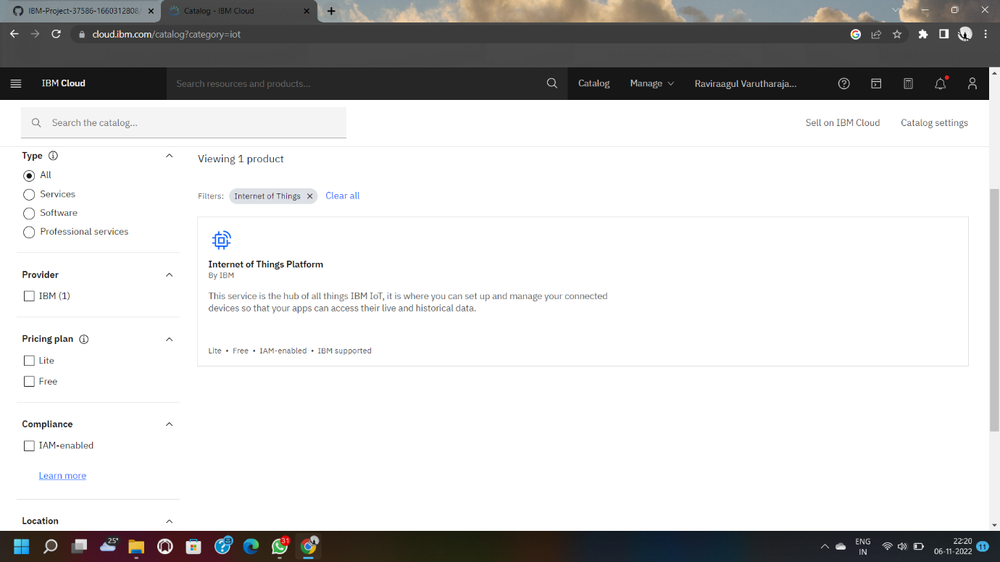 IBM-Project-37586-1660312808/
Catalog - IBM Cloud
cloud.ibm.com/catalog?category=iot
IBM Cloud
Search resources and products...
Catalog
Manage
Raviraagul Varutharaja...
Search the catalog...
Sell on IBM Cloud
Catalog settings
Type
All
Services
Software
Professional services
Provider
IBM (1)
Pricing plan
Lite
Free
Compliance
IAM-enabled
Learn more
Location
Viewing 1 product
Filters: Internet of Things Clear all
Internet of Things Platform
By IBM
This service is the hub of all things IBM IoT, it is where you can set up and manage your connected
devices so that your apps can access their live and historical data.
Lite • Free • IAM-enabled • IBM supported
25°
31
ENG
IN
22:20
06-11-2022
11